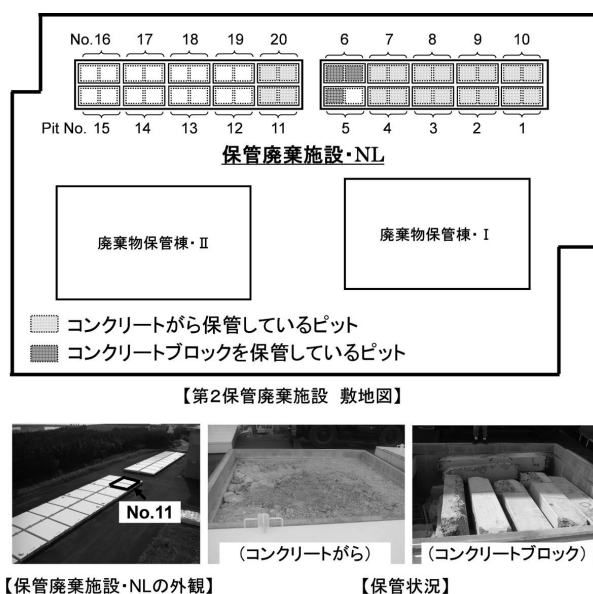 No.16 17 18 19 20 6 7 8 9 10
Pit No. 15 14 13 12 11 5 4 3 2 1
保管廃棄施設・NL
廃棄物保管棟・Ⅱ
廃棄物保管棟・Ⅰ
コンクリートがら保管しているピット
コンクリートブロックを保管しているピット
【第2保管廃棄施設 敷地図】
No.11
(コンクリートがら)
(コンクリートブロック)
【保管廃棄施設・NLの外観】
【保管状況】